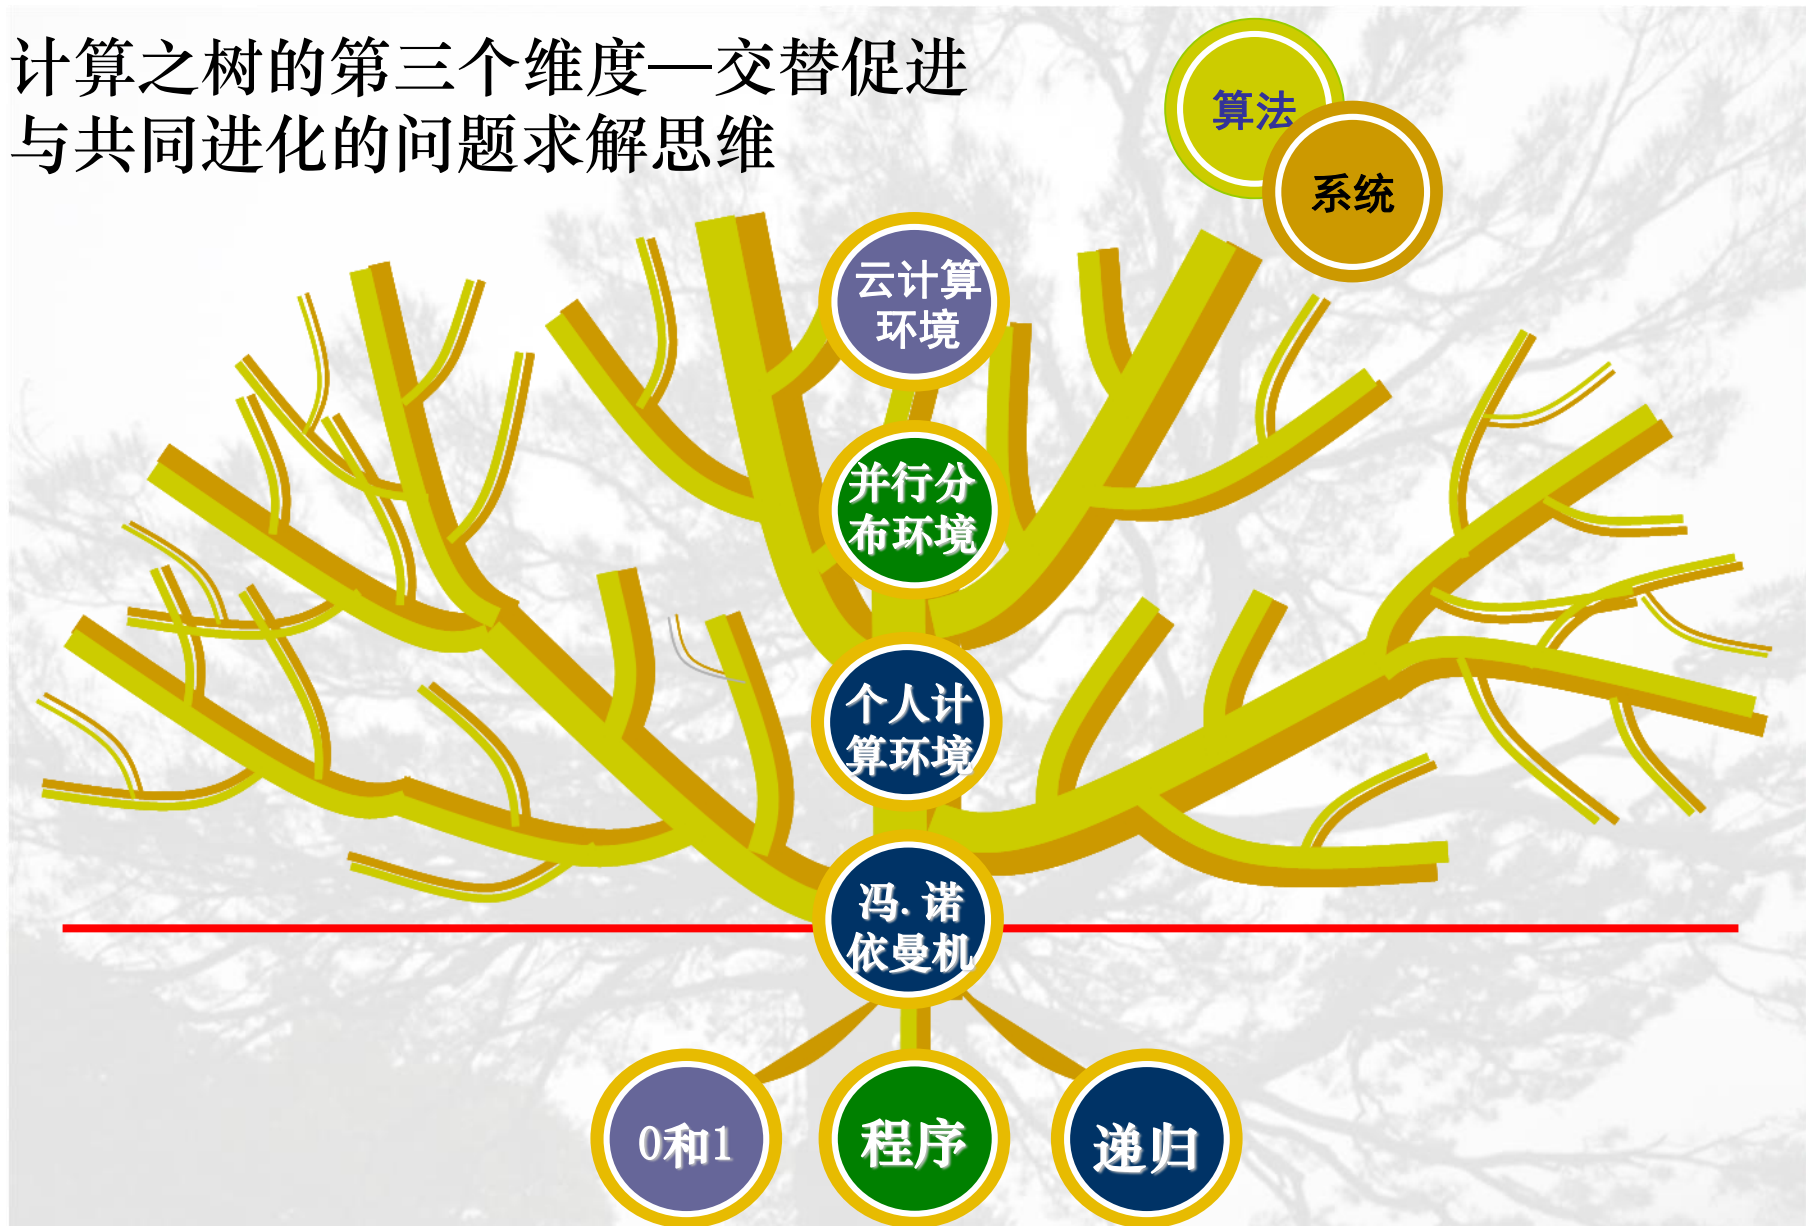 计算之树的第三个维度—交替促进
与共同进化的问题求解思维
算法
系统
云计算
环境
并行分
布环境
个人计
算环境
冯.诺
依曼机
0和1
程序
递归